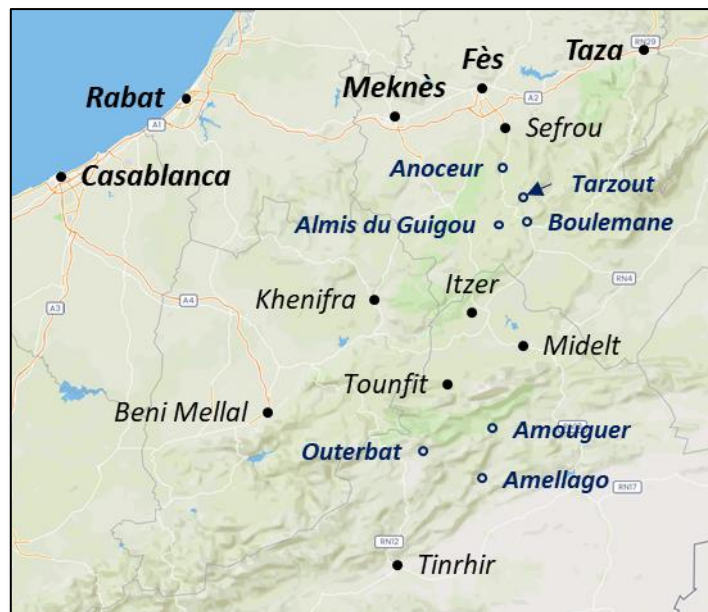 Taza
RN29
Fès
Meknès
Rabat
A2
A1
Sefrou
Anoceur
Casablanca
Tarzout
Almis du Guigou
Boulemane
RN4
Itzer
Khenifra
A4
A3
Midelt
Tounfit
Beni Mellal
Amouguer
Outerbat
Amellago
RN17
RN12
Tinrhir